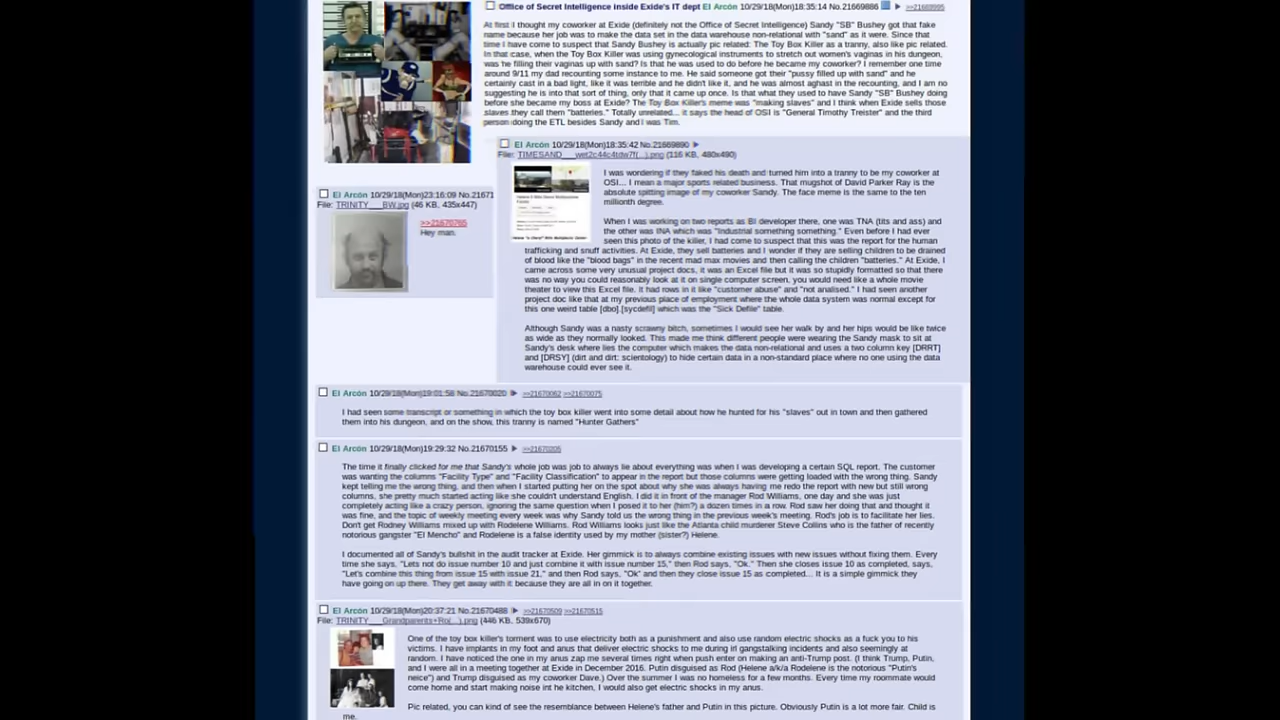 Office of Secret Intelligence inside Exide's IT dept El Arcón 10/29/18(Mon)18:35:14 No.21669886 ▶ >>21669995
At first I thought my coworker at Exide (definitely not the Office of Secret Intelligence) Sandy "SB" Bushey got that fake
name because her job was to make the data set in the data warehouse non-relational with "sand" as it were. Since that
time I have come to suspect that Sandy Bushey is actually pic related: The Toy Box Killer as a tranny, also like pic related.
In that case, when the Toy Box Killer was using gynecological instruments to stretch out women's vaginas in his dungeon,
was he filling their vaginas up with sand? Is that he was used to do before he became my coworker? I remember one time
around 9/11 my dad recounting some instance to me. He said someone got their "pussy filled up with sand" and he
certainly cast in a bad light, like it was terrible and he didn't like it, and he was almost aghast in the recounting, and I am no
suggesting he is into that sort of thing, only that it came up once. Is that what they used to have Sandy "SB" Bushey doing
before she became my boss at Exide? The Toy Box Killer's meme was "making slaves" and I think when Exide sells those
slaves they call them "batteries." Totally unrelated... it says the head of OSI is "General Timothy Treister" and the third
person doing the ETL besides Sandy and I was Tim.
El Arcón 10/29/18(Mon)18:35:42 No.21669890 ▶
File: TIMESAND___wet2c44c4tdw7f(...).png (116 KB, 480x490)
I was wondering if they faked his death and turned him into a tranny to be my coworker at
OSI... I mean a major sports related business. That mugshot of David Parker Ray is the
absolute spitting image of my coworker Sandy. The face meme is the same to the ten
millionth degree.
When I was working on two reports as BI developer there, one was TNA (tits and ass) and
the other was INA which was "Industrial something something." Even before I had ever
seen this photo of the killer, I had come to suspect that this was the report for the human
trafficking and snuff activities. At Exide, they sell batteries and I wonder if they are selling children to be drained
of blood like the "blood bags" in the recent mad max movies and then calling the children "batteries." At Exide, I
came across some very unusual project docs, it was an Excel file but it was so stupidly formatted so that there
was no way you could reasonably look at it on single computer screen, you would need like a whole movie
theater to view this Excel file. It had rows in it like "customer abuse" and "not analised." I had seen another
project doc like that at my previous place of employment where the whole data system was normal except for
this one weird table [dbo].[sycdefil] which was the "Sick Defile" table.
Although Sandy was a nasty scrawny bitch, sometimes I would see her walk by and her hips would be like twice
as wide as they normally looked. This made me think different people were wearing the Sandy mask to sit at
Sandy's desk where lies the computer which makes the data non-relational and uses a two column key [DRRT]
and [DRSY] (dirt and dirt: scientology) to hide certain data in a non-standard place where no one using the data
warehouse could ever see it.
El Arcón 10/29/18(Mon)23:16:09 No.21671
File: TRINITY___BW.jpg (46 KB, 435x447)
>>21670765
Hey man.
El Arcón 10/29/18(Mon)19:01:56 No.21670020 ▶ >>21670062 >>21670075
I had seen some transcript or something in which the toy box killer went into some detail about how he hunted for his "slaves" out in town and then gathered
them into his dungeon, and on the show, this tranny is named "Hunter Gathers"
El Arcón 10/29/18(Mon)19:29:32 No.21670155 ▶ >>21670205
The time it finally clicked for me that Sandy's whole job was job to always lie about everything was when I was developing a certain SQL report. The customer
was wanting the columns "Facility Type" and "Facility Classification" to appear in the report but those columns were getting loaded with the wrong thing. Sandy
kept telling me the wrong thing, and then when I started putting her on the spot about why she was always having me redo the report with new but still wrong
columns, she pretty much started acting like she couldn't understand English. I did it in front of the manager Rod Williams, one day and she was just
completely acting like a crazy person, ignoring the same question when I posed it to her (him?) a dozen times in a row. Rod saw her doing that and thought it
was fine, and the topic of weekly meeting every week was why Sandy told us the wrong thing in the previous week's meeting. Rod's job is to facilitate her lies.
Don't get Rodney Williams mixed up with Rodelene Williams. Rod Williams looks just like the Atlanta child murderer Steve Collins who is the father of recently
notorious gangster "El Mencho" and Rodelene is a false identity used by my mother (sister?) Helene.
I documented all of Sandy's bullshit in the audit tracker at Exide. Her gimmick is to always combine existing issues with new issues without fixing them. Every
time she says, "Lets not do issue number 10 and just combine it with issue number 15," then Rod says, "Ok." Then she closes issue 10 as completed, says,
"Let's combine this thing from issue 15 with issue 21," and then Rod says, "Ok" and then they close issue 15 as completed... It is a simple gimmick they
have going on up there. They get away with it because they are all in on it together.
El Arcón 10/29/18(Mon)20:37:21 No.21670488 ▶ >>21670509 >>21670515
File: TRINITY___Grandparents+Ro(...).png (446 KB, 539x670)
One of the toy box killer's torment was to use electricity both as a punishment and also use random electric shocks as a fuck you to his
victims. I have implants in my foot and anus that deliver electric shocks to me during irl gangstalking incidents and also seemingly at
random. I have noticed the one in my anus zap me several times right when push enter on making an anti-Trump post. (I think Trump, Putin,
and I were all in a meeting together at Exide in December 2016. Putin disguised as Rod (Helene a/k/a Rodelene is the notorious "Putin's
neice") and Trump disguised as my coworker Dave.) Over the summer I was no homeless for a few months. Every time my roommate would
come home and start making noise int he kitchen, I would also get electric shocks in my anus.
Pic related, you can kind of see the resemblance between Helene's father and Putin in this picture. Obviously Putin is a lot more fair. Child is
me.